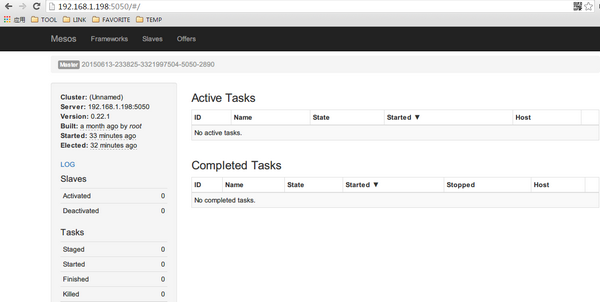 192.168.1.198:5050/#/
应用 TOOL LINK FAVORITE TEMP
Mesos Frameworks Slaves Offers
Master 20150613-233825-3321997504-5050-2890
Cluster: (Unnamed)
Server: 192.168.1.198:5050
Version: 0.22.1
Built: a month ago by root
Started: 33 minutes ago
Elected: 32 minutes ago
LOG
Slaves
Activated 0
Deactivated 0
Tasks
Staged 0
Started 0
Finished 0
Killed 0
Active Tasks
ID Name State Started ▼ Host
No active tasks.
Completed Tasks
ID Name State Started ▼ Stopped Host
No completed tasks.